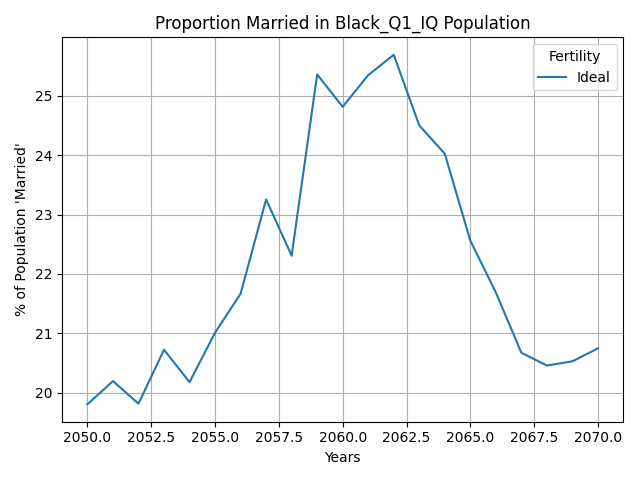 Proportion Married in Black_Q1_IQ Population
Fertility
Ideal
% of Population 'Married'
25
24
23
22
21
20
2050.0 2052.5 2055.0 2057.5 2060.0 2062.5 2065.0 2067.5 2070.0
Years